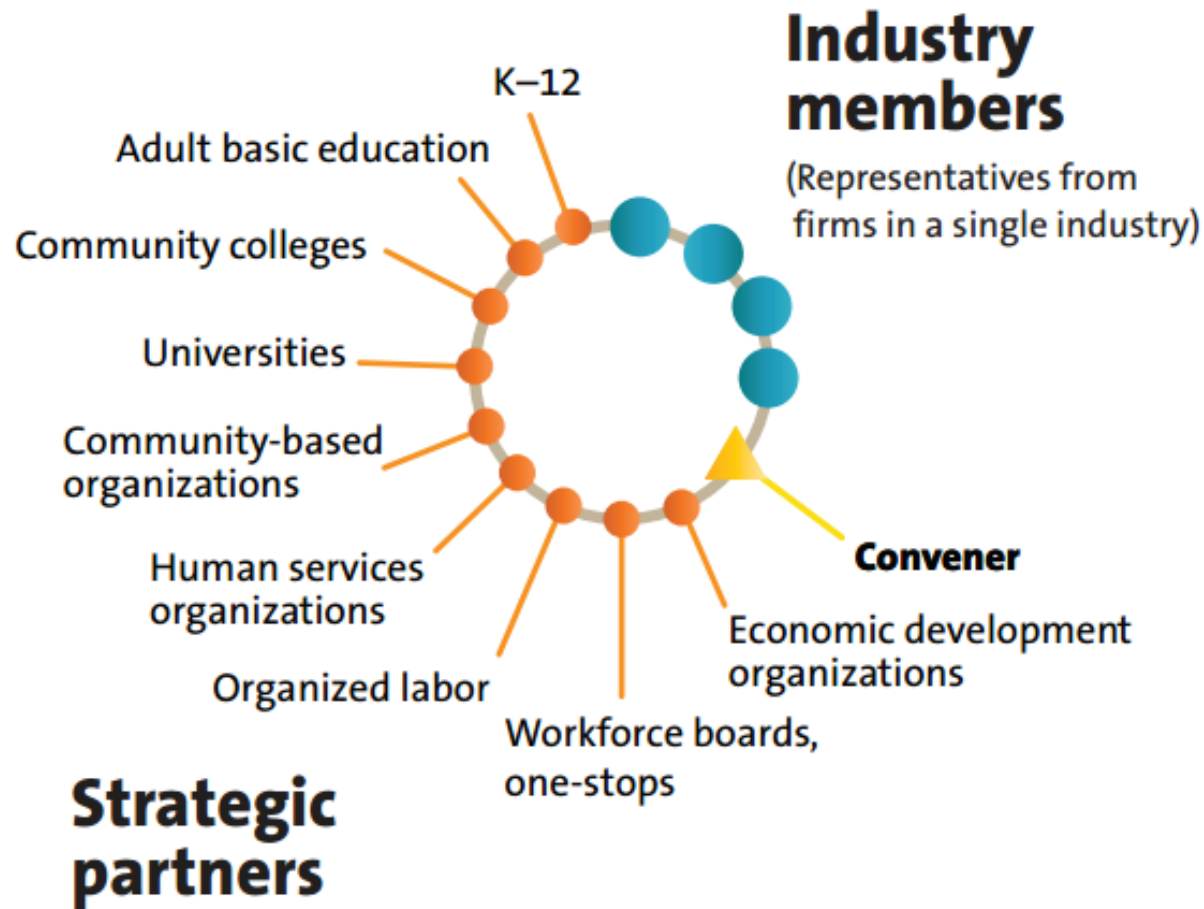 Industry
members
(Representatives from
firms in a single industry)
K–12
Adult basic education
Community colleges
Universities
Community-based
organizations
Human services
organizations
Organized labor
Workforce boards,
one-stops
Economic development
organizations
Convener
Strategic
partners